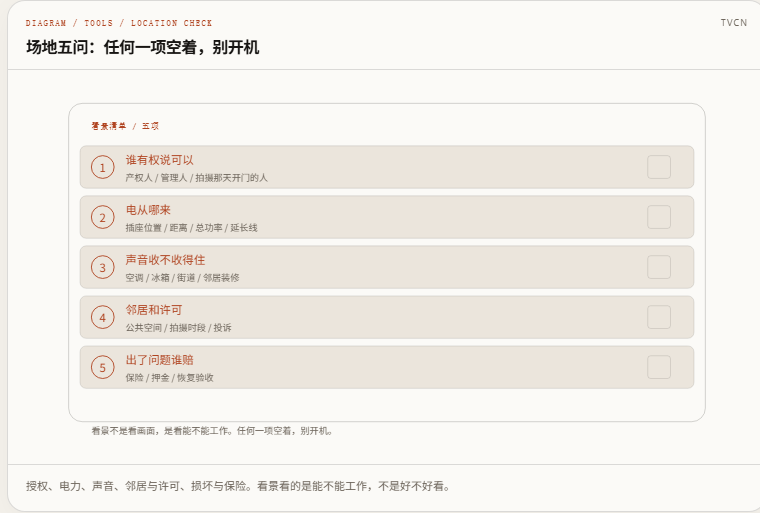 DIAGRAM / TOOLS / LOCATION CHECK
TVCN
场地五问：任何一项空着，别开机
看景清单 / 五项
1
谁有权说可以
产权人 / 管理人 / 拍摄那天开门的人
2
电从哪来
插座位置 / 距离 / 总功率 / 延长线
3
声音收不收得住
空调 / 冰箱 / 街道 / 邻居装修
4
邻居和许可
公共空间 / 拍摄时段 / 投诉
5
出了问题谁赔
保险 / 押金 / 恢复验收
看景不是看画面，是看能不能工作。任何一项空着，别开机。
授权、电力、声音、邻居与许可、损坏与保险。看景看的是能不能工作，不是好不好看。